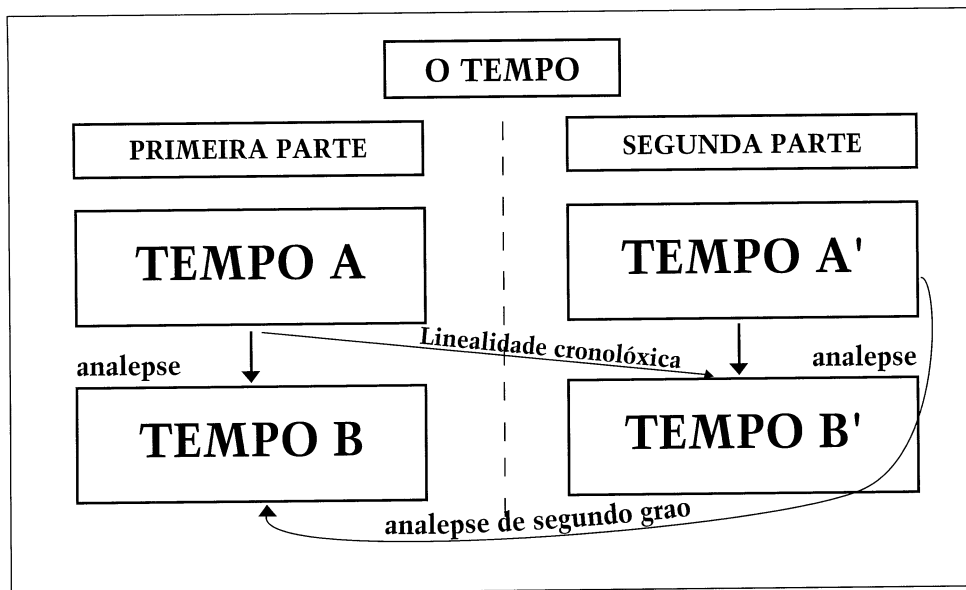 O TEMPO
PRIMEIRA PARTE
SEGUNDA PARTE
TEMPO A
TEMPO A'
Linealidade cronolóxica
analepse
analepse
TEMPO B
TEMPO B'
analepse de segundo grao